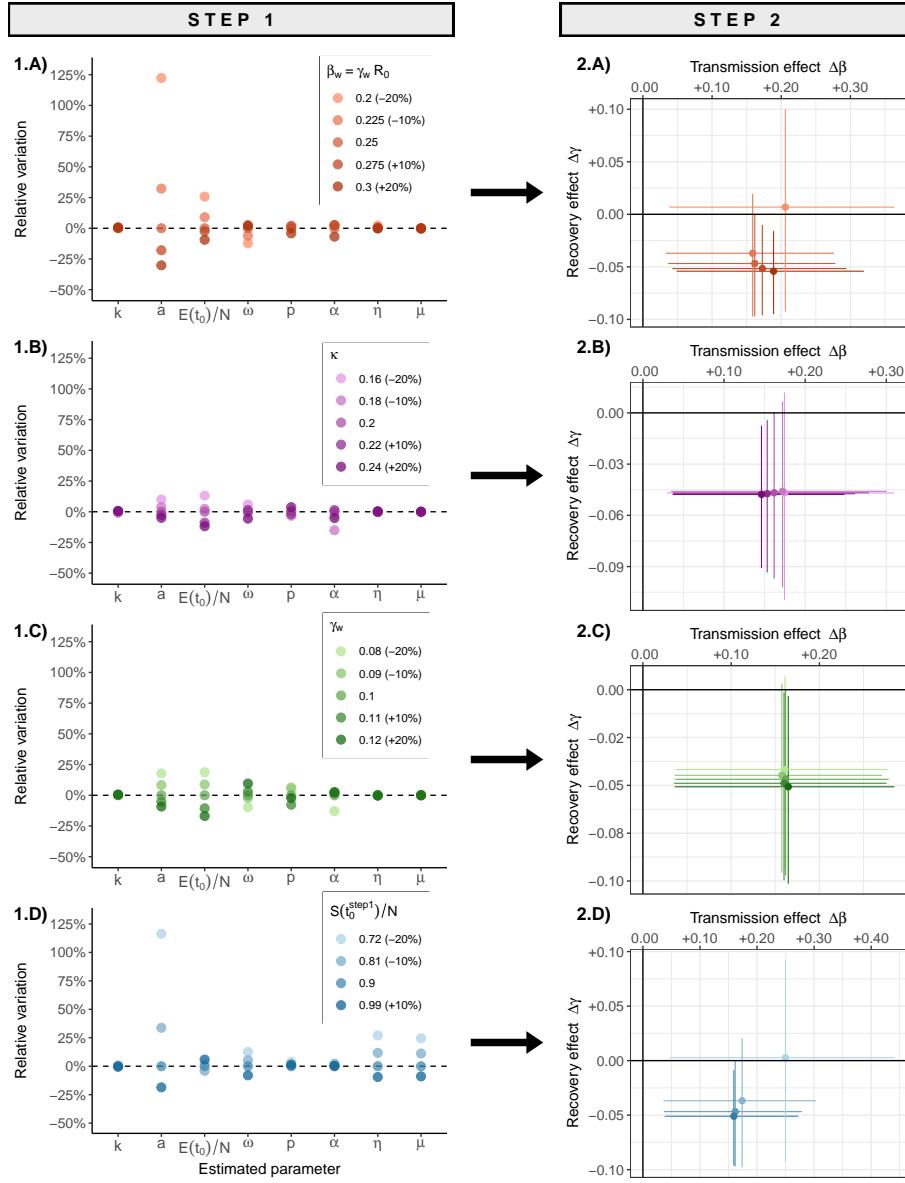 STEP 1
STEP 2
1.A)
125%
100%
75%
50%
25%
0%
−25%
−50%
Relative variation
β_w = γ_w R_0
0.2 (−20%)
0.225 (−10%)
0.25
0.275 (+10%)
0.3 (+20%)
k a E(t_0)/N ω p α η μ
2.A)
Transmission effect Δβ
0.00 +0.10 +0.20 +0.30
+0.10
+0.05
0.00
−0.05
−0.10
Recovery effect Δγ
1.B)
125%
100%
75%
50%
25%
0%
−25%
−50%
Relative variation
κ
0.16 (−20%)
0.18 (−10%)
0.2
0.22 (+10%)
0.24 (+20%)
k a E(t_0)/N ω p α η μ
2.B)
Transmission effect Δβ
0.00 +0.10 +0.20 +0.30
0.00
−0.03
−0.06
−0.09
Recovery effect Δγ
1.C)
125%
100%
75%
50%
25%
0%
−25%
−50%
Relative variation
γ_w
0.08 (−20%)
0.09 (−10%)
0.1
0.11 (+10%)
0.12 (+20%)
k a E(t_0)/N ω p α η μ
2.C)
Transmission effect Δβ
0.00 +0.10 +0.20
0.00
−0.02
−0.05
−0.08
−0.10
Recovery effect Δγ
1.D)
125%
100%
75%
50%
25%
0%
−25%
−50%
Relative variation
S(t_0^step1)/N
0.72 (−20%)
0.81 (−10%)
0.9
0.99 (+10%)
k a E(t_0)/N ω p α η μ
Estimated parameter
2.D)
Transmission effect Δβ
0.00 +0.10 +0.20 +0.30 +0.40
+0.10
+0.05
0.00
−0.05
−0.10
Recovery effect Δγ